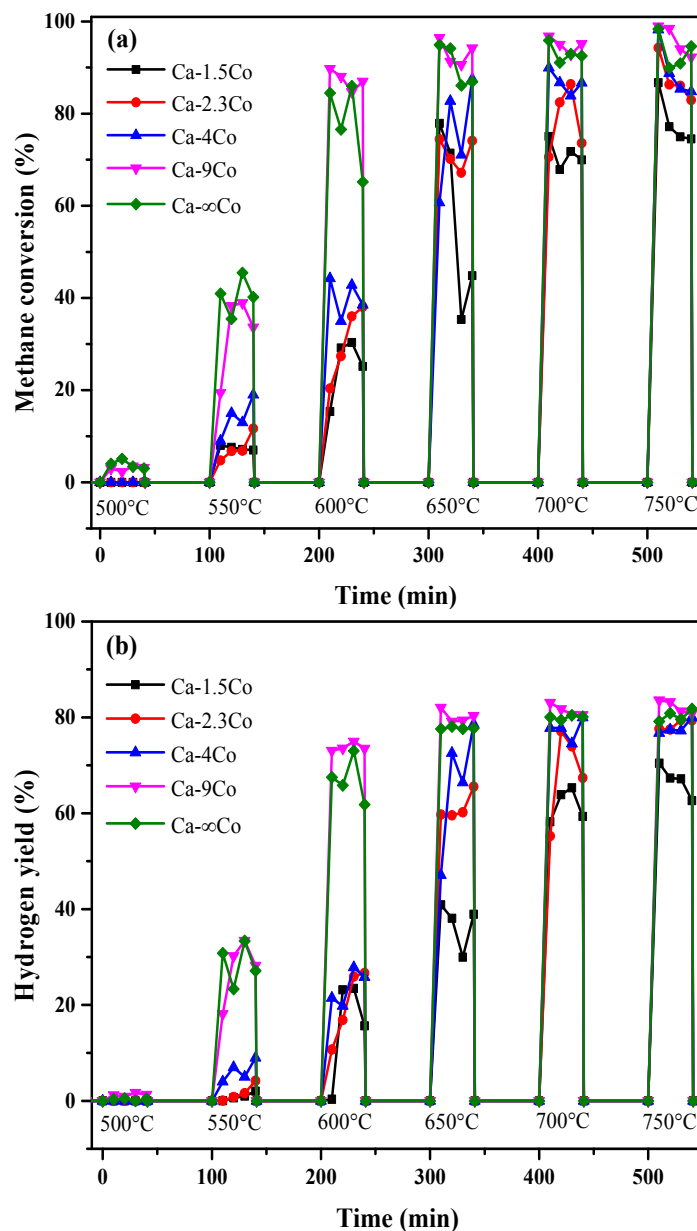 (a)
Ca-1.5Co
Ca-2.3Co
Ca-4Co
Ca-9Co
Ca-∞Co
Methane conversion (%)
100
80
60
40
20
0
500°C 550°C 600°C 650°C 700°C 750°C
0 100 200 300 400 500
Time (min)
(b)
Ca-1.5Co
Ca-2.3Co
Ca-4Co
Ca-9Co
Ca-∞Co
Hydrogen yield (%)
100
80
60
40
20
0
500°C 550°C 600°C 650°C 700°C 750°C
0 100 200 300 400 500
Time (min)